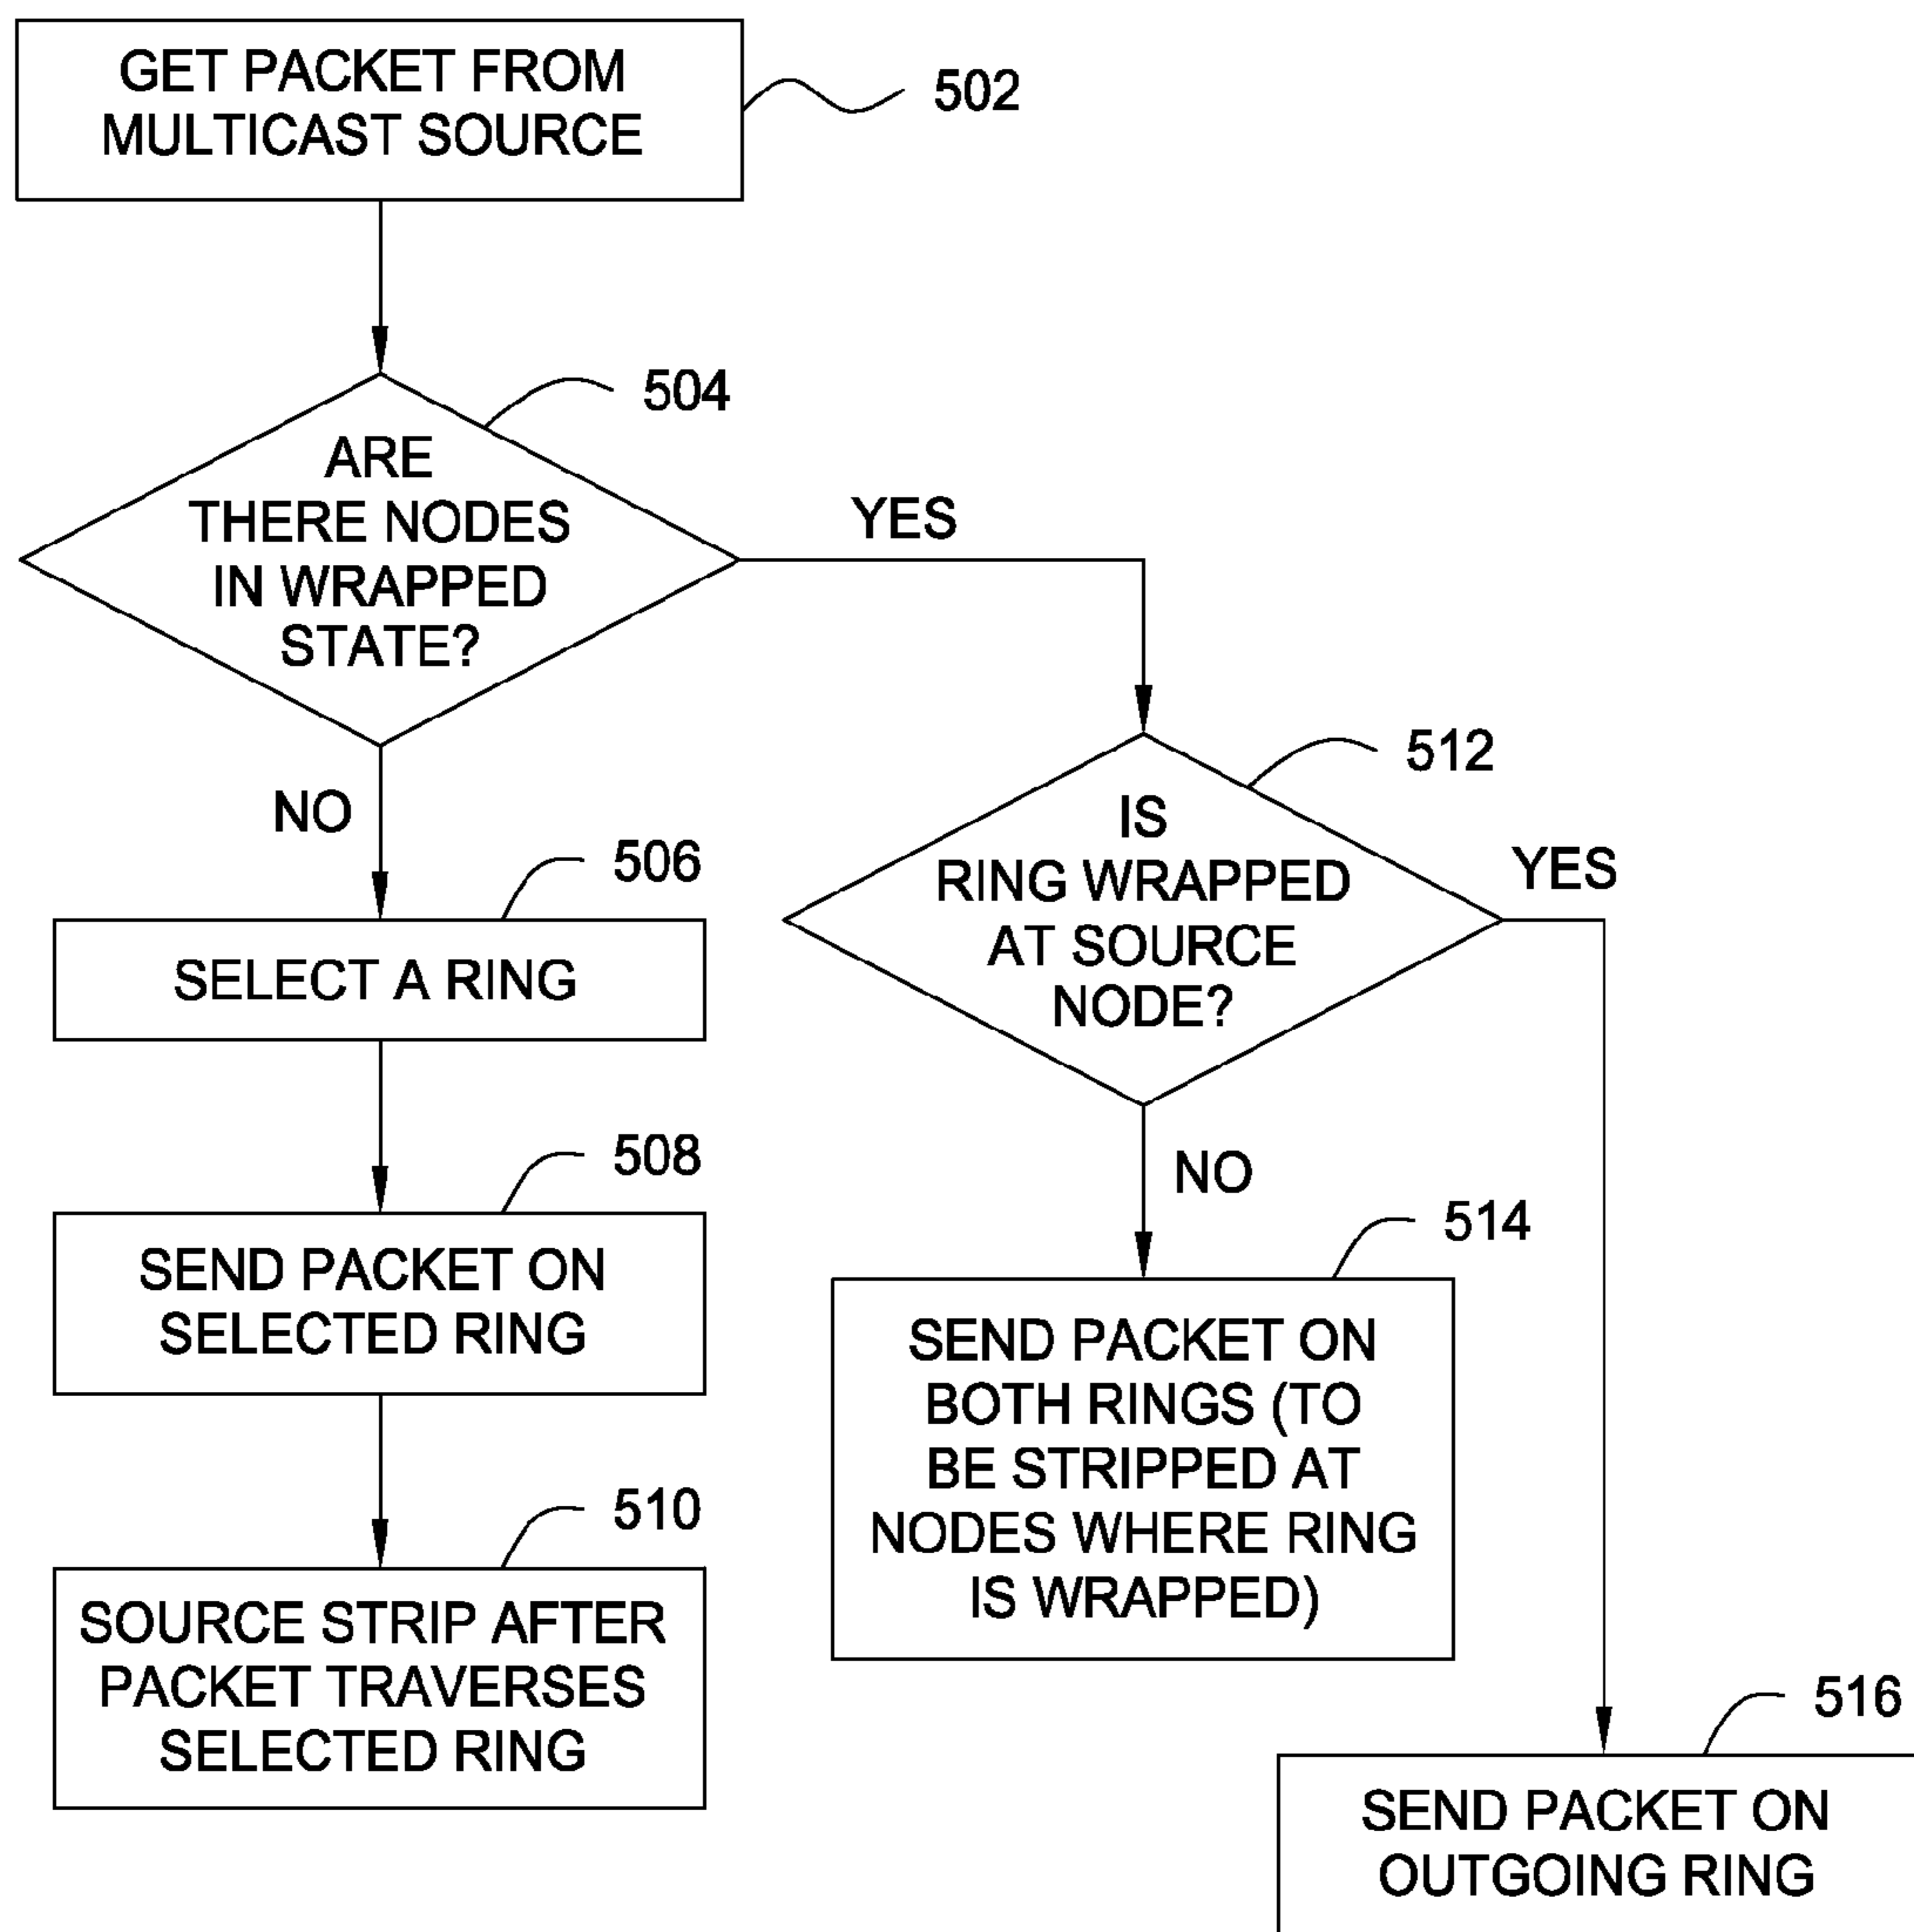 GET PACKET FROM
MULTICAST SOURCE
502
504
ARE
THERE NODES
IN WRAPPED
STATE?
YES
NO
506
SELECT A RING
508
SEND PACKET ON
SELECTED RING
510
SOURCE STRIP AFTER
PACKET TRAVERSES
SELECTED RING
512
IS
RING WRAPPED
AT SOURCE
NODE?
YES
NO
514
SEND PACKET ON
BOTH RINGS (TO
BE STRIPPED AT
NODES WHERE RING
IS WRAPPED)
516
SEND PACKET ON
OUTGOING RING